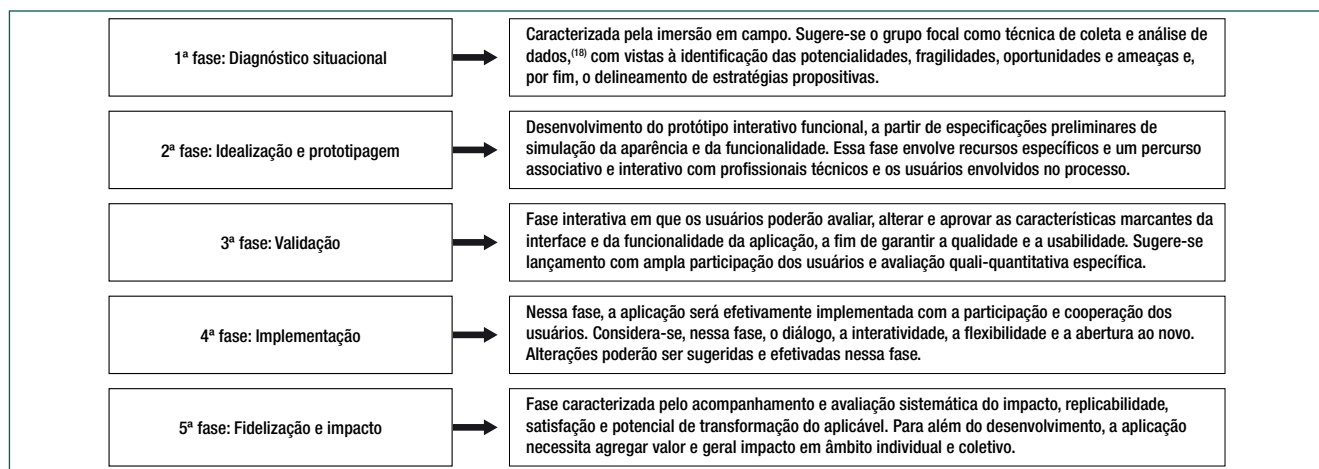 1ª fase: Diagnóstico situacional
Caracterizada pela imersão em campo. Sugere-se o grupo focal como técnica de coleta e análise de
dados,(18) com vistas à identificação das potencialidades, fragilidades, oportunidades e ameaças e,
por fim, o delineamento de estratégias propositivas.
2ª fase: Idealização e prototipagem
Desenvolvimento do protótipo interativo funcional, a partir de especificações preliminares de
simulação da aparência e da funcionalidade. Essa fase envolve recursos específicos e um percurso
associativo e interativo com profissionais técnicos e os usuários envolvidos no processo.
3ª fase: Validação
Fase interativa em que os usuários poderão avaliar, alterar e aprovar as características marcantes da
interface e da funcionalidade da aplicação, a fim de garantir a qualidade e a usabilidade. Sugere-se
lançamento com ampla participação dos usuários e avaliação quali-quantitativa específica.
4ª fase: Implementação
Nessa fase, a aplicação será efetivamente implementada com a participação e cooperação dos
usuários. Considera-se, nessa fase, o diálogo, a interatividade, a flexibilidade e a abertura ao novo.
Alterações poderão ser sugeridas e efetivadas nessa fase.
5ª fase: Fidelização e impacto
Fase caracterizada pelo acompanhamento e avaliação sistemática do impacto, replicabilidade,
satisfação e potencial de transformação do aplicável. Para além do desenvolvimento, a aplicação
necessita agregar valor e geral impacto em âmbito individual e coletivo.